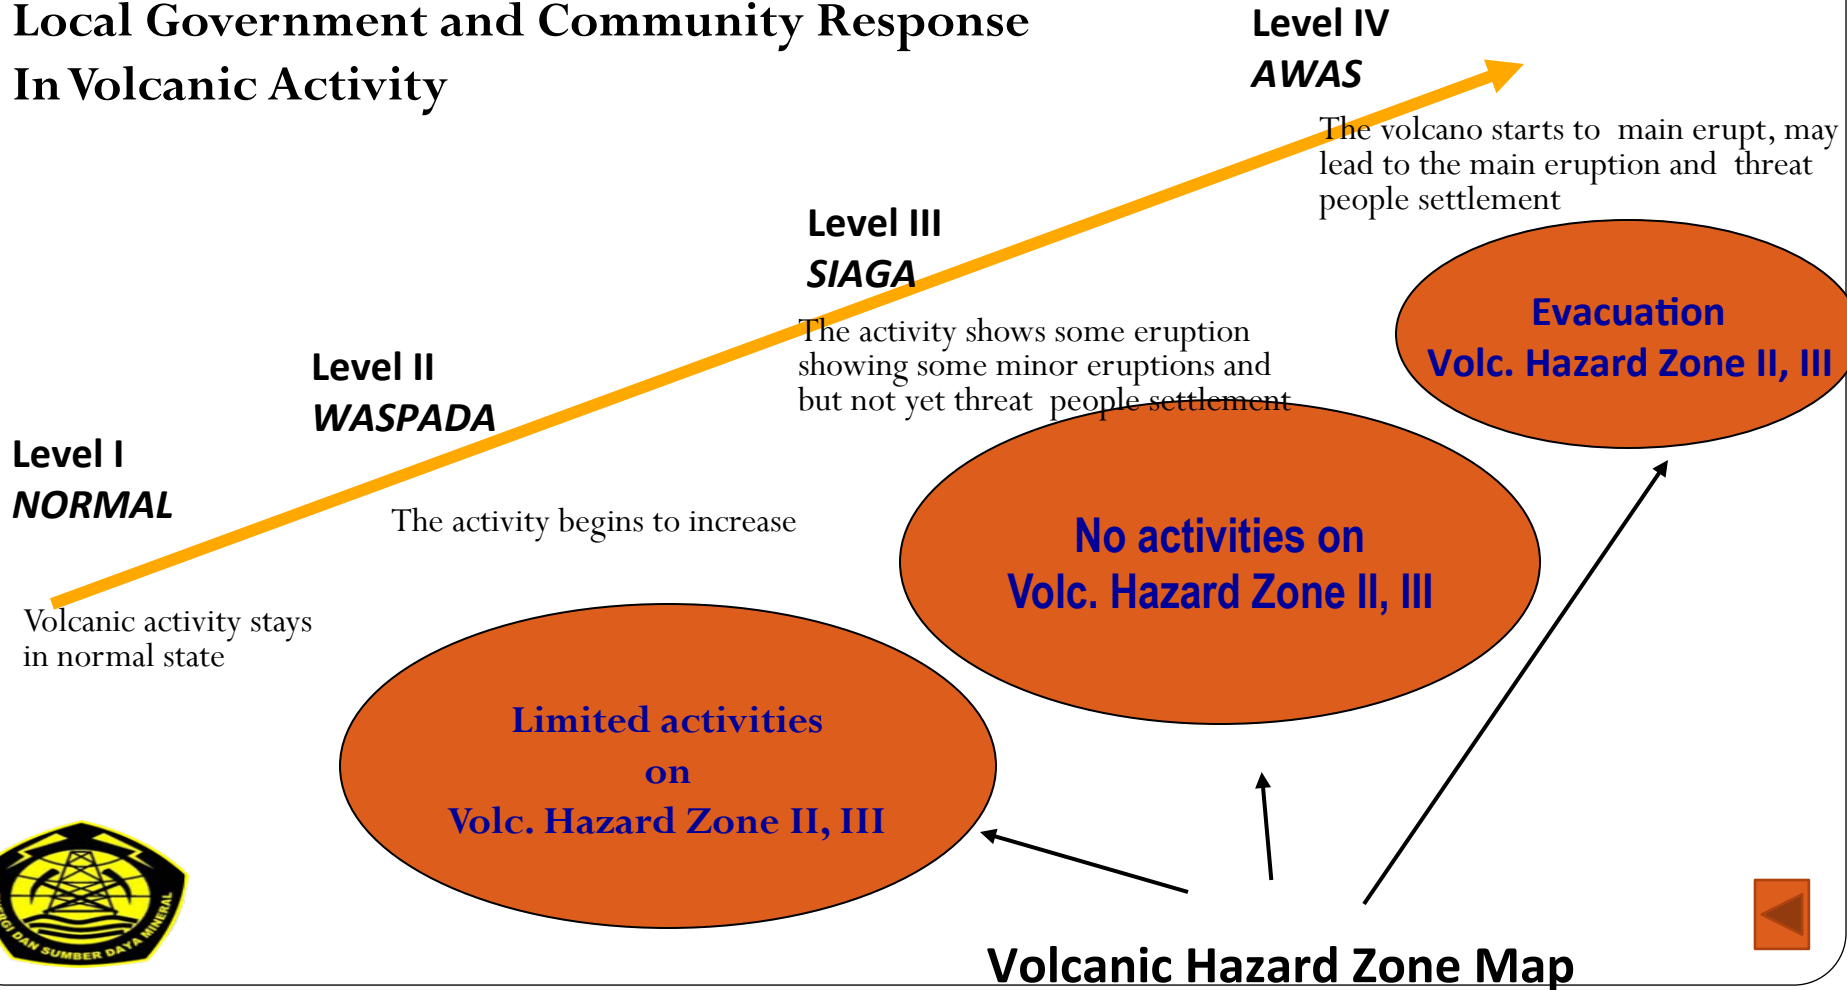 Local Government and Community Response
In Volcanic Activity
Level IV
AWAS
The volcano starts to main erupt, may
lead to the main eruption and threat
people settlement
Level III
SIAGA
The activity shows some eruption
showing some minor eruptions and
but not yet threat people settlement
Evacuation
Volc. Hazard Zone II, III
Level II
WASPADA
The activity begins to increase
Level I
NORMAL
Volcanic activity stays
in normal state
No activities on
Volc. Hazard Zone II, III
Limited activities
on
Volc. Hazard Zone II, III
DAN SUMBER DAYA MINERAL
Volcanic Hazard Zone Map